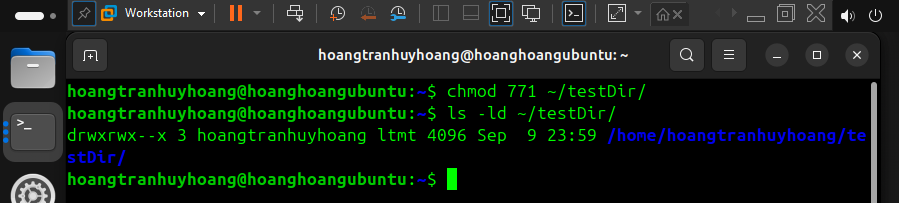 Workstation
hoangtranhuyhoang@hoanghoangubuntu: ~
hoangtranhuyhoang@hoanghoangubuntu:~$ chmod 771 ~/testDir/
hoangtranhuyhoang@hoanghoangubuntu:~$ ls -ld ~/testDir/
drwxrwx--x 3 hoangtranhuyhoang ltmt 4096 Sep  9 23:59 /home/hoangtranhuyhoang/te
stDir/
hoangtranhuyhoang@hoanghoangubuntu:~$